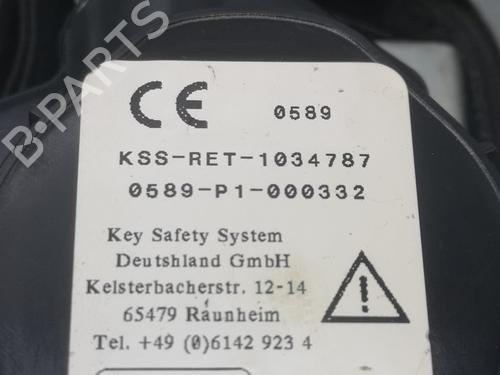 B-PARTS
CE 0589
KSS-RET-1034787
0589-P1-000332
Key Safety System
Deutshland GmbH
Kelsterbacherstr. 12-14
65479 Raunheim
Tel. +49 (0)6142 923 4